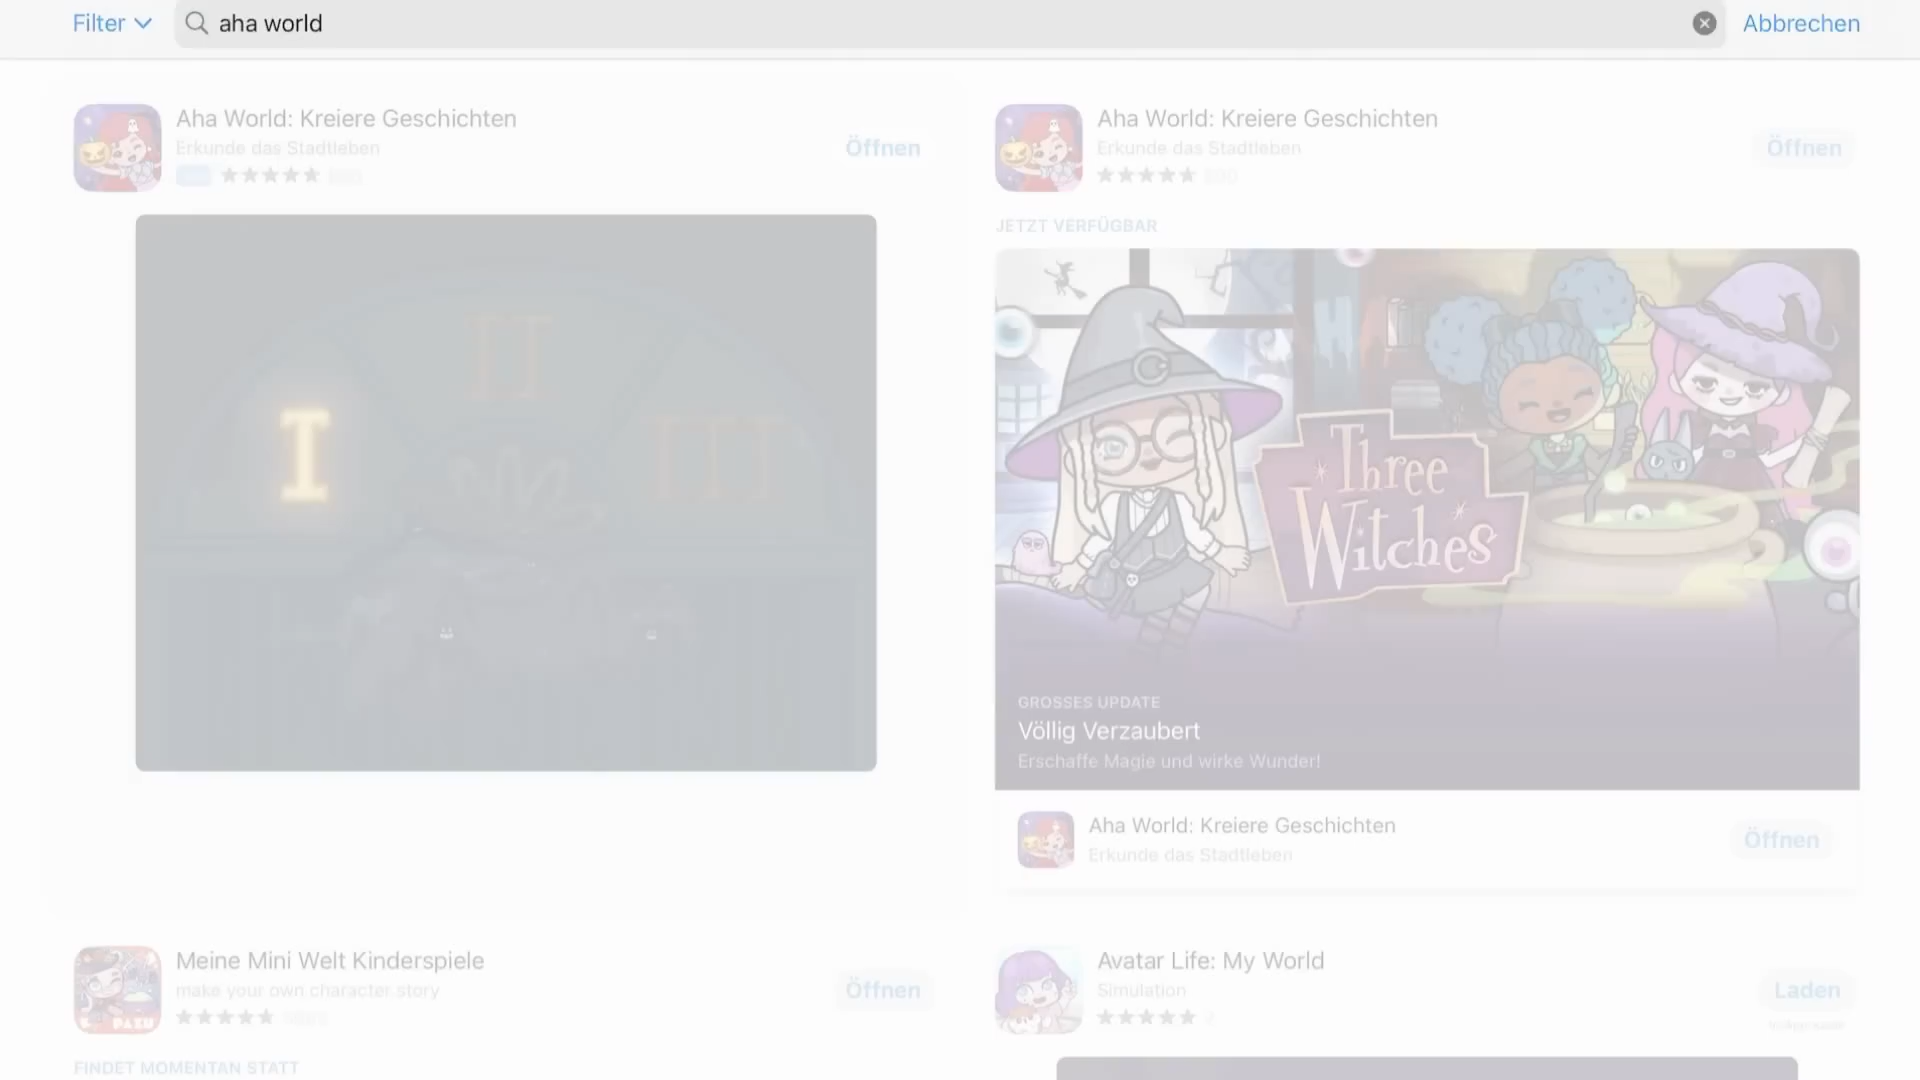 Filter
aha world
Abbrechen
Aha World: Kreiere Geschichten
Erkunde das Stadtleben
Öffnen
I
II
III
Aha World: Kreiere Geschichten
Erkunde das Stadtleben
Öffnen
JETZT VERFÜGBAR
Three
Witches
GROSSES UPDATE
Völlig Verzaubert
Erschaffe Magie und wirke Wunder!
Aha World: Kreiere Geschichten
Erkunde das Stadtleben
Öffnen
Meine Mini Welt Kinderspiele
make your own character story
Öffnen
FINDET MOMENTAN STATT
Avatar Life: My World
Simulation
Laden